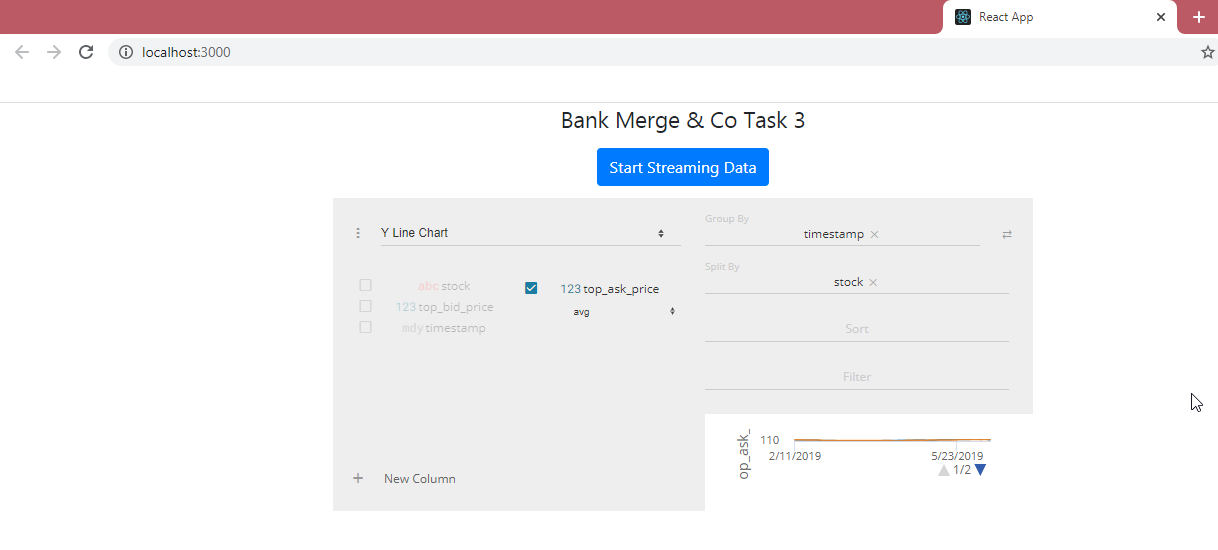 React App
localhost:3000
Bank Merge & Co Task 3
Start Streaming Data
Y Line Chart
Group By
timestamp
Split By
stock
abc stock
123 top_bid_price
mdy timestamp
123 top_ask_price
avg
Sort
Filter
New Column
op_ask_
110
2/11/2019
5/23/2019
1/2